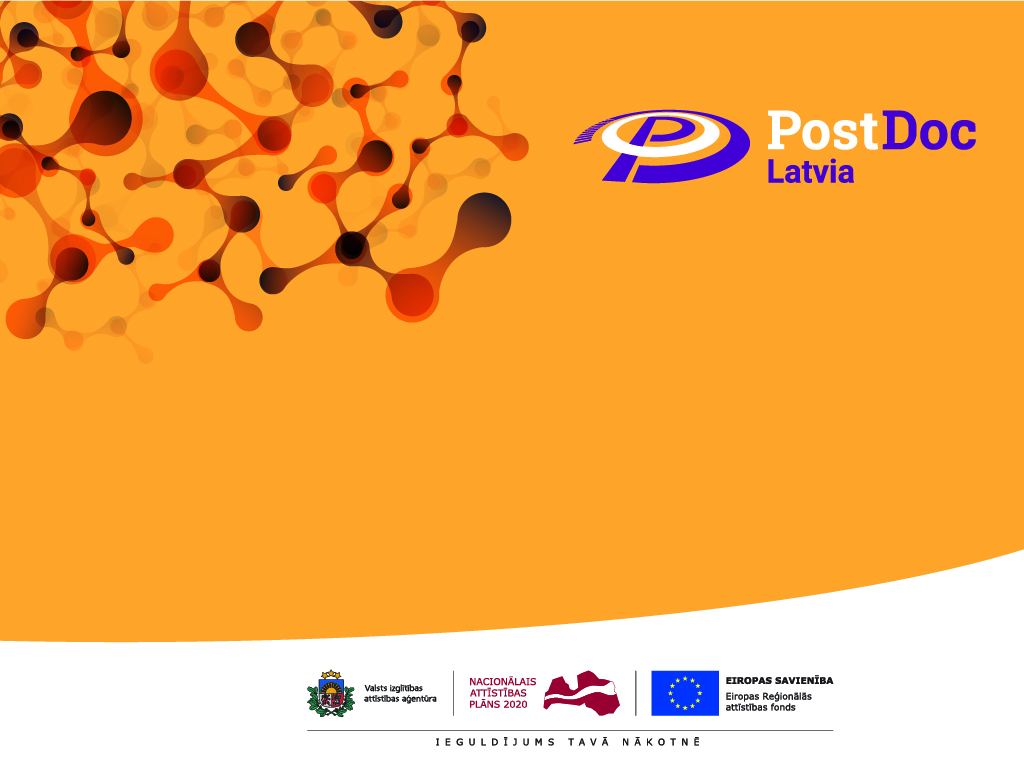 PostDoc
Latvia
Valsts izglītības
attīstības aģentūra
NACIONĀLAIS
ATTĪSTĪBAS
PLĀNS 2020
EIROPAS SAVIENĪBA
Eiropas Reģionālās
attīstības fonds
IEGULDĪJUMS TAVĀ NĀKOTNĒ